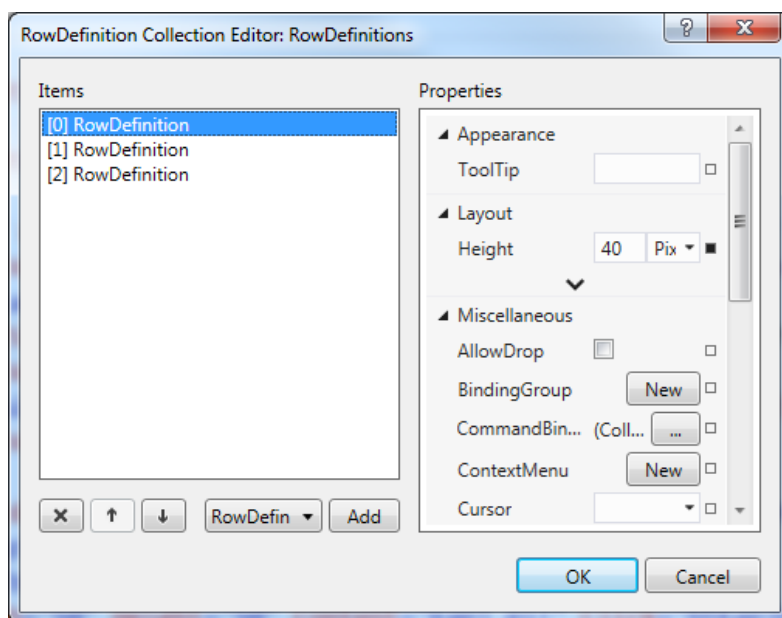 RowDefinition Collection Editor: RowDefinitions
?
X
Items
[0] RowDefinition
[1] RowDefinition
[2] RowDefinition
RowDefin
Add
Properties
Appearance
ToolTip
Layout
Height 40 Pix
Miscellaneous
AllowDrop
BindingGroup New
CommandBin... (Coll... ...
ContextMenu New
Cursor
OK Cancel